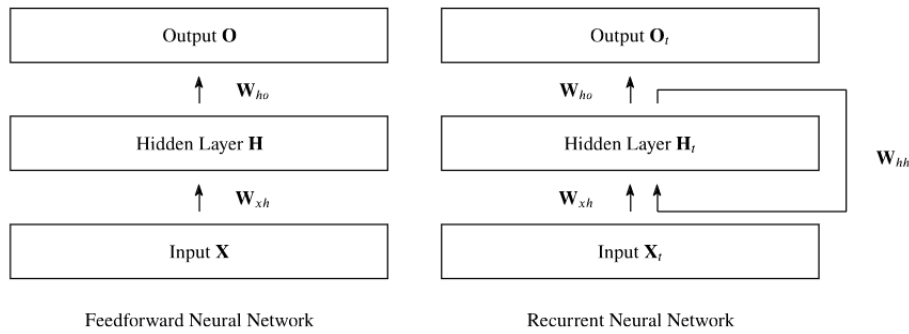 Output O
W_ho
Hidden Layer H
W_xh
Input X
Feedforward Neural Network
Output O_t
W_ho
Hidden Layer H_t
W_hh
W_xh
Input X_t
Recurrent Neural Network